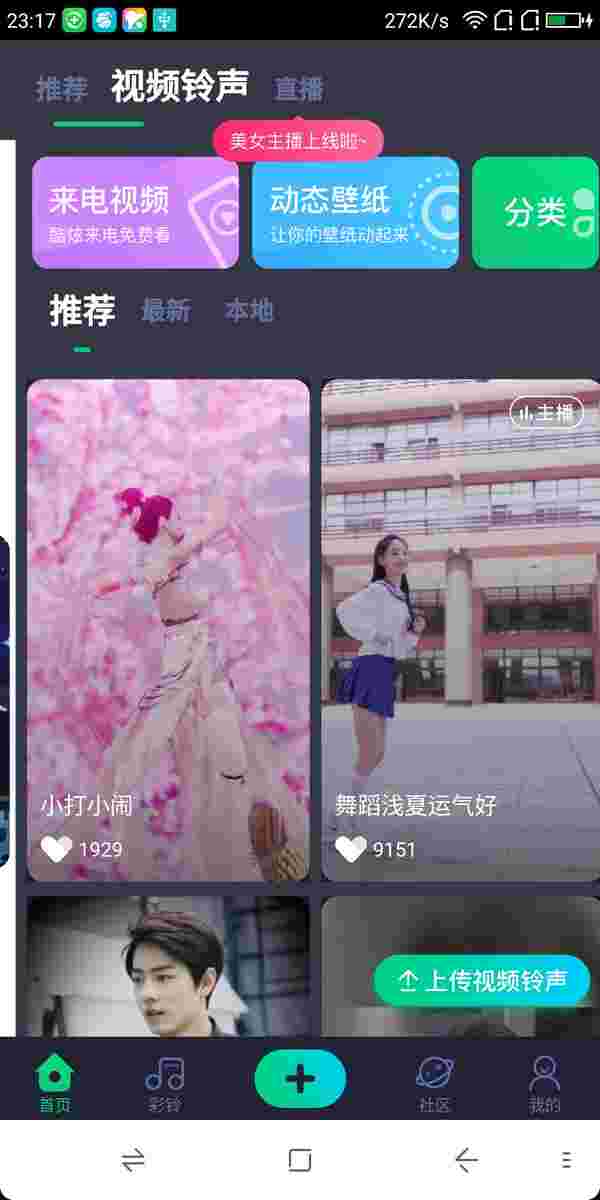 23:17
272K/s
推荐 视频铃声 直播
美女主播上线啦~
来电视频
酷炫来电免费看
动态壁纸
让你的壁纸动起来
分类
推荐 最新 本地
主播
小打小闹
1929
舞蹈浅夏运气好
9151
上传视频铃声
首页 彩铃 社区 我的